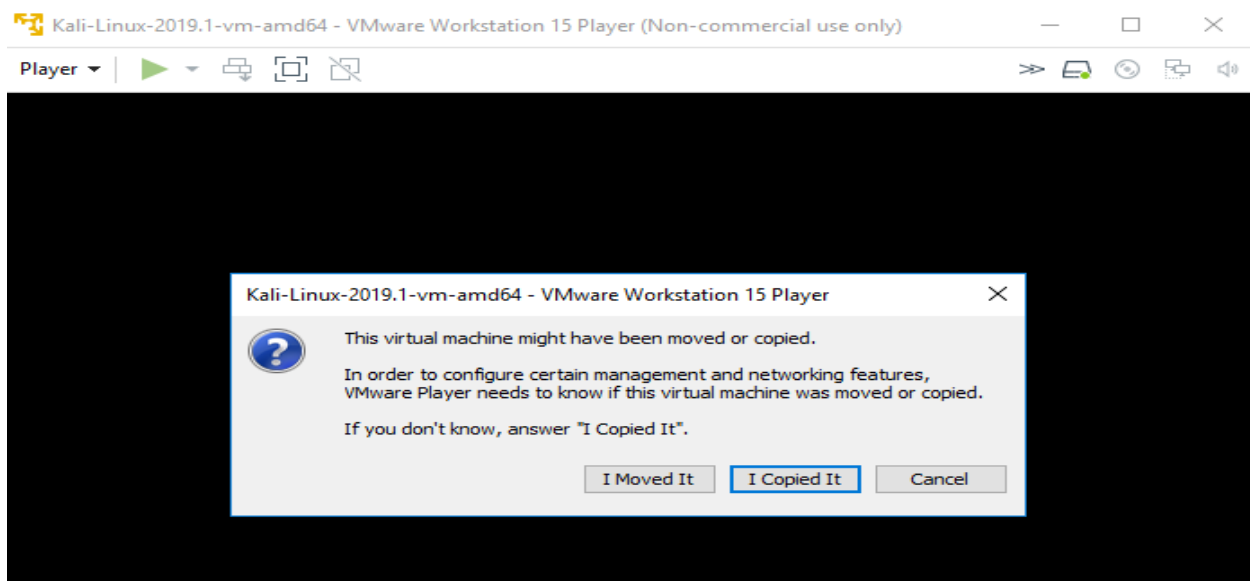 Kali-Linux-2019.1-vm-amd64 - VMware Workstation 15 Player (Non-commercial use only)
Player
Kali-Linux-2019.1-vm-amd64 - VMware Workstation 15 Player
This virtual machine might have been moved or copied.
In order to configure certain management and networking features,
VMware Player needs to know if this virtual machine was moved or copied.
If you don't know, answer "I Copied It".
I Moved It I Copied It Cancel